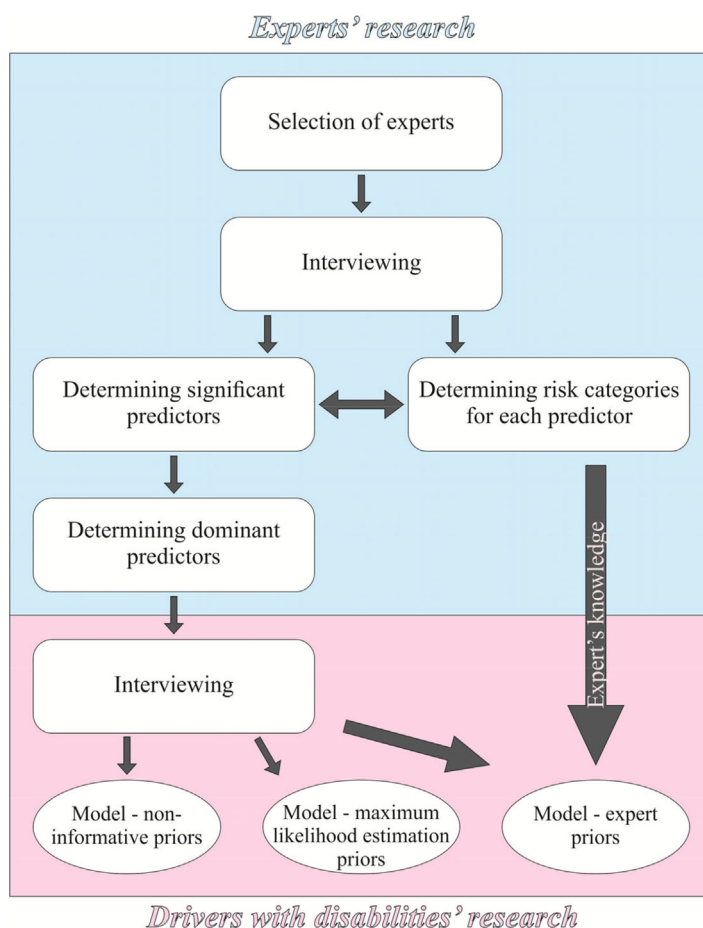 Experts' research
Selection of experts
Interviewing
Determining significant
predictors
Determining risk categories
for each predictor
Determining dominant
predictors
Expert's knowledge
Interviewing
Model - non-
informative priors
Model - maximum
likelihood estimation
priors
Model - expert
priors
Drivers with disabilities' research